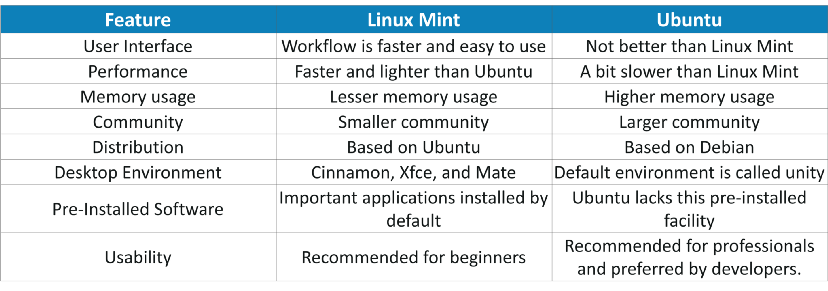 Feature Linux Mint Ubuntu
User Interface Workflow is faster and easy to use Not better than Linux Mint
Performance Faster and lighter than Ubuntu A bit slower than Linux Mint
Memory usage Lesser memory usage Higher memory usage
Community Smaller community Larger community
Distribution Based on Ubuntu Based on Debian
Desktop Environment Cinnamon, Xfce, and Mate Default environment is called unity
Pre-Installed Software Important applications installed by default Ubuntu lacks this pre-installed facility
Usability Recommended for beginners Recommended for professionals and preferred by developers.